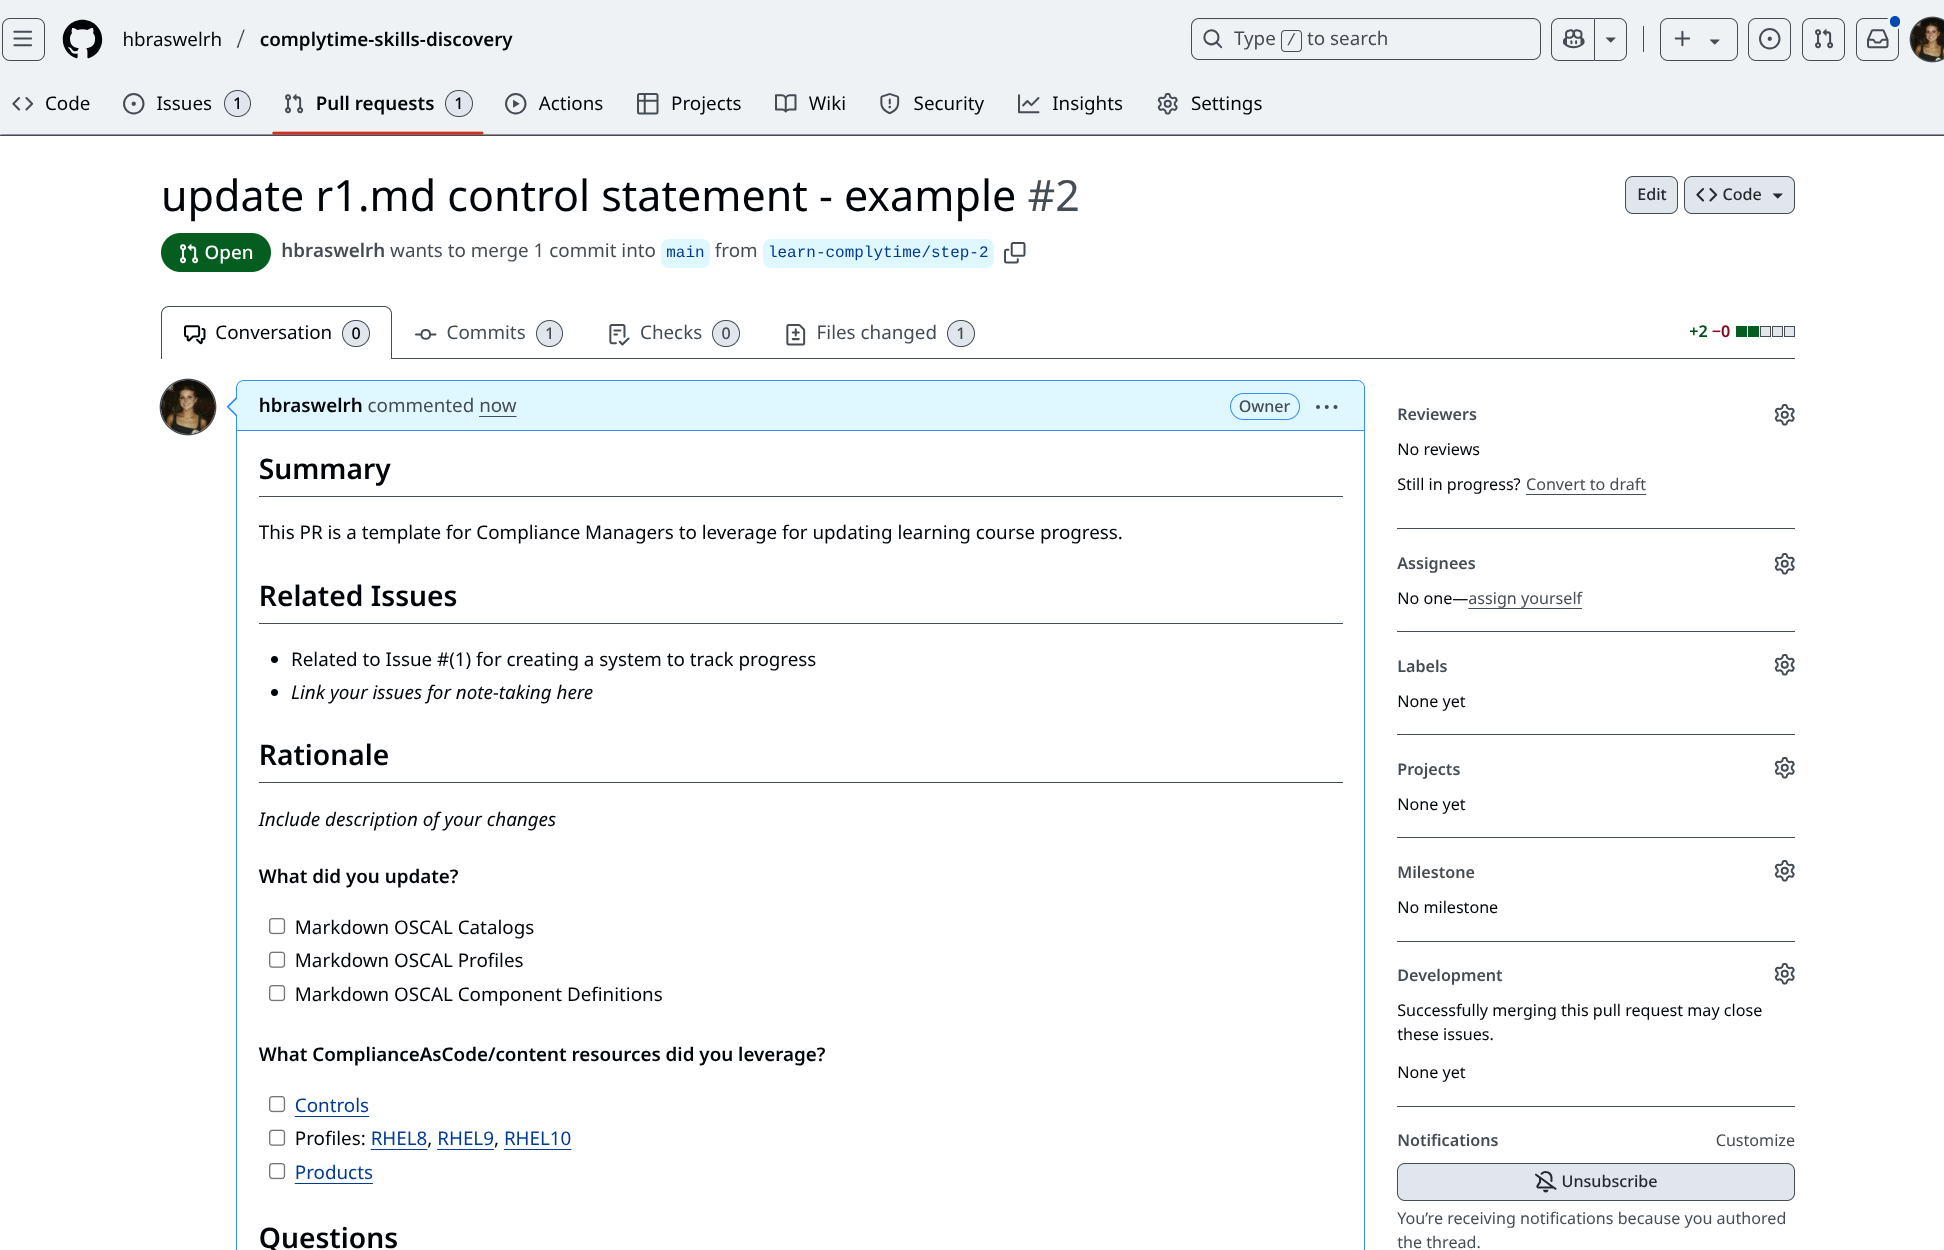 hbraswelrh / complytime-skills-discovery
Type / to search
Code
Issues 1
Pull requests 1
Actions
Projects
Wiki
Security
Insights
Settings
update r1.md control statement - example #2
Edit
Code
Open
hbraswelrh wants to merge 1 commit into main from learn-complytime/step-2
Conversation 0
Commits 1
Checks 0
Files changed 1
+2 −0
hbraswelrh commented now
Owner
Summary
This PR is a template for Compliance Managers to leverage for updating learning course progress.
Related Issues
Related to Issue #(1) for creating a system to track progress
Link your issues for note-taking here
Rationale
Include description of your changes
What did you update?
Markdown OSCAL Catalogs
Markdown OSCAL Profiles
Markdown OSCAL Component Definitions
What ComplianceAsCode/content resources did you leverage?
Controls
Profiles: RHEL8, RHEL9, RHEL10
Products
Questions
Reviewers
No reviews
Still in progress? Convert to draft
Assignees
No one—assign yourself
Labels
None yet
Projects
None yet
Milestone
No milestone
Development
Successfully merging this pull request may close
these issues.
None yet
Notifications
Customize
Unsubscribe
You’re receiving notifications because you authored
the thread.